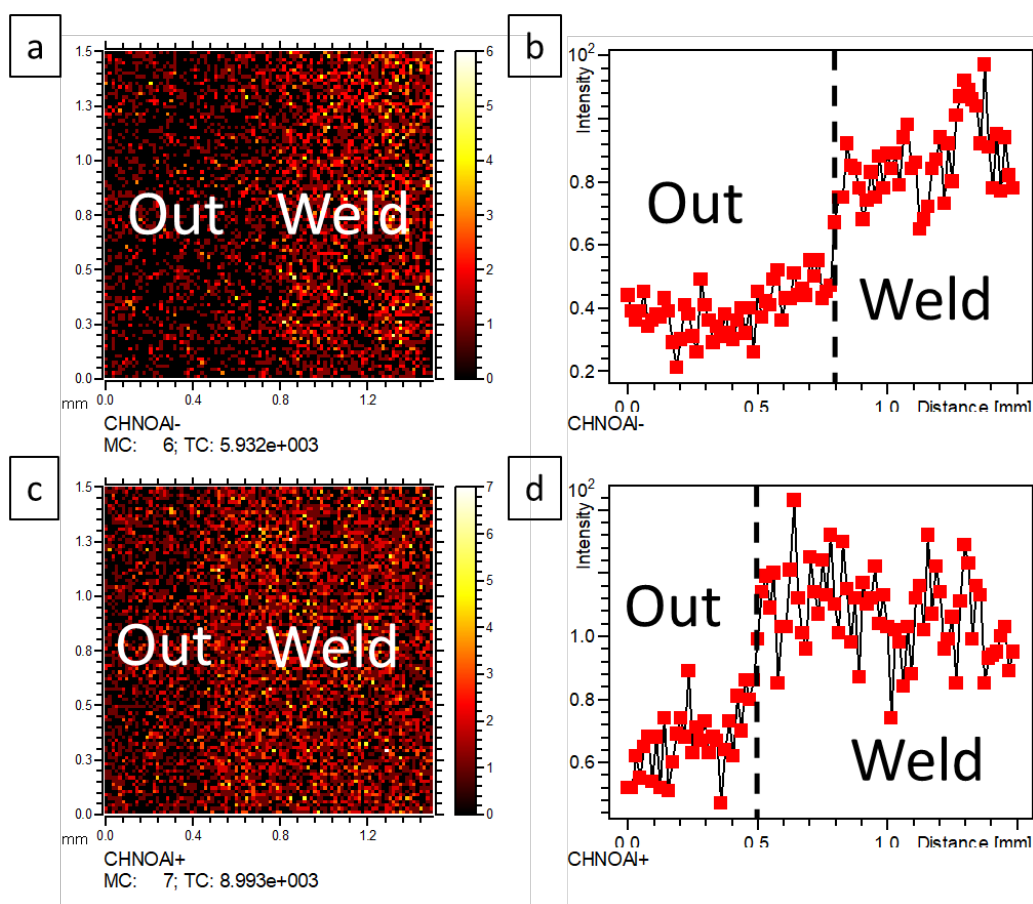 a
1.5
1.3
1.0
0.8
0.5
0.3
0.0
Out Weld
6
5
4
3
2
1
0
mm 0.0 0.4 0.8 1.2
CHNOAl-
MC: 6; TC: 5.932e+003
b
10²
Intensity
0.8
0.6
0.4
0.2
Out
Weld
0.0 0.5 1.0 Distance [mm]
CHNOAl-
c
1.5
1.3
1.0
0.8
0.5
0.3
0.0
Out Weld
7
6
5
4
3
2
1
0
mm 0.0 0.4 0.8 1.2
CHNOAl+
MC: 7; TC: 8.993e+003
d
10²
Intensity
1.0
0.6
Out
Weld
0.0 0.5 1.0 Distance [mm]
CHNOAl+